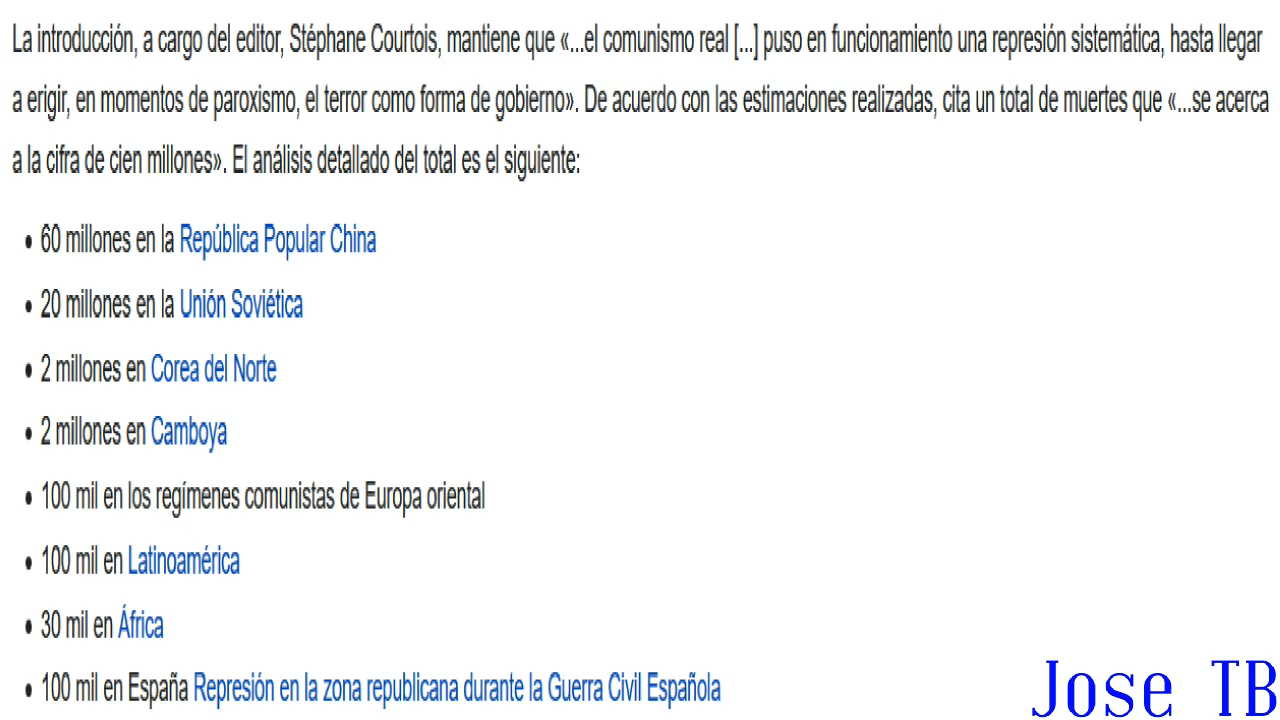 La introducción, a cargo del editor, Stéphane Courtois, mantiene que «...el comunismo real [...] puso en funcionamiento una represión sistemática, hasta llegar
a erigir, en momentos de paroxismo, el terror como forma de gobierno». De acuerdo con las estimaciones realizadas, cita un total de muertes que «...se acerca
a la cifra de cien millones». El análisis detallado del total es el siguiente:
• 60 millones en la República Popular China
• 20 millones en la Unión Soviética
• 2 millones en Corea del Norte
• 2 millones en Camboya
• 100 mil en los regímenes comunistas de Europa oriental
• 100 mil en Latinoamérica
• 30 mil en África
• 100 mil en España Represión en la zona republicana durante la Guerra Civil Española
Jose TB